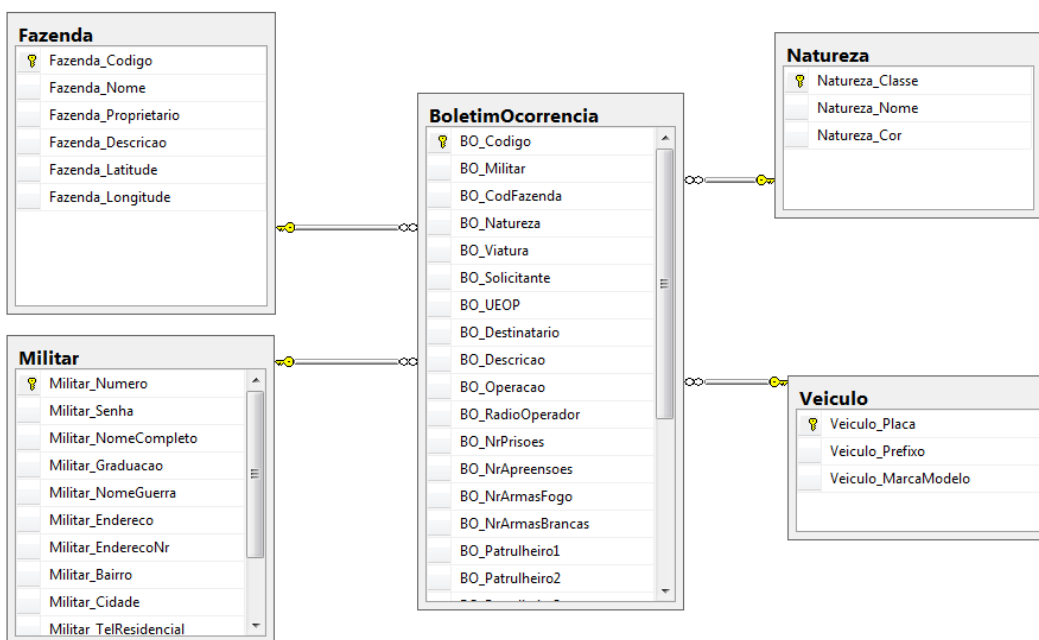 Fazenda
Fazenda_Codigo
Fazenda_Nome
Fazenda_Proprietario
Fazenda_Descricao
Fazenda_Latitude
Fazenda_Longitude
Militar
Militar_Numero
Militar_Senha
Militar_NomeCompleto
Militar_Graduacao
Militar_NomeGuerra
Militar_Endereco
Militar_EnderecoNr
Militar_Bairro
Militar_Cidade
Militar_TelResidencial
BoletimOcorrencia
BO_Codigo
BO_Militar
BO_CodFazenda
BO_Natureza
BO_Viatura
BO_Solicitante
BO_UEOP
BO_Destinatario
BO_Descricao
BO_Operacao
BO_RadioOperador
BO_NrPrisoes
BO_NrApreensoes
BO_NrArmasFogo
BO_NrArmasBrancas
BO_Patrulheiro1
BO_Patrulheiro2
Natureza
Natureza_Classe
Natureza_Nome
Natureza_Cor
Veiculo
Veiculo_Placa
Veiculo_Prefixo
Veiculo_MarcaModelo